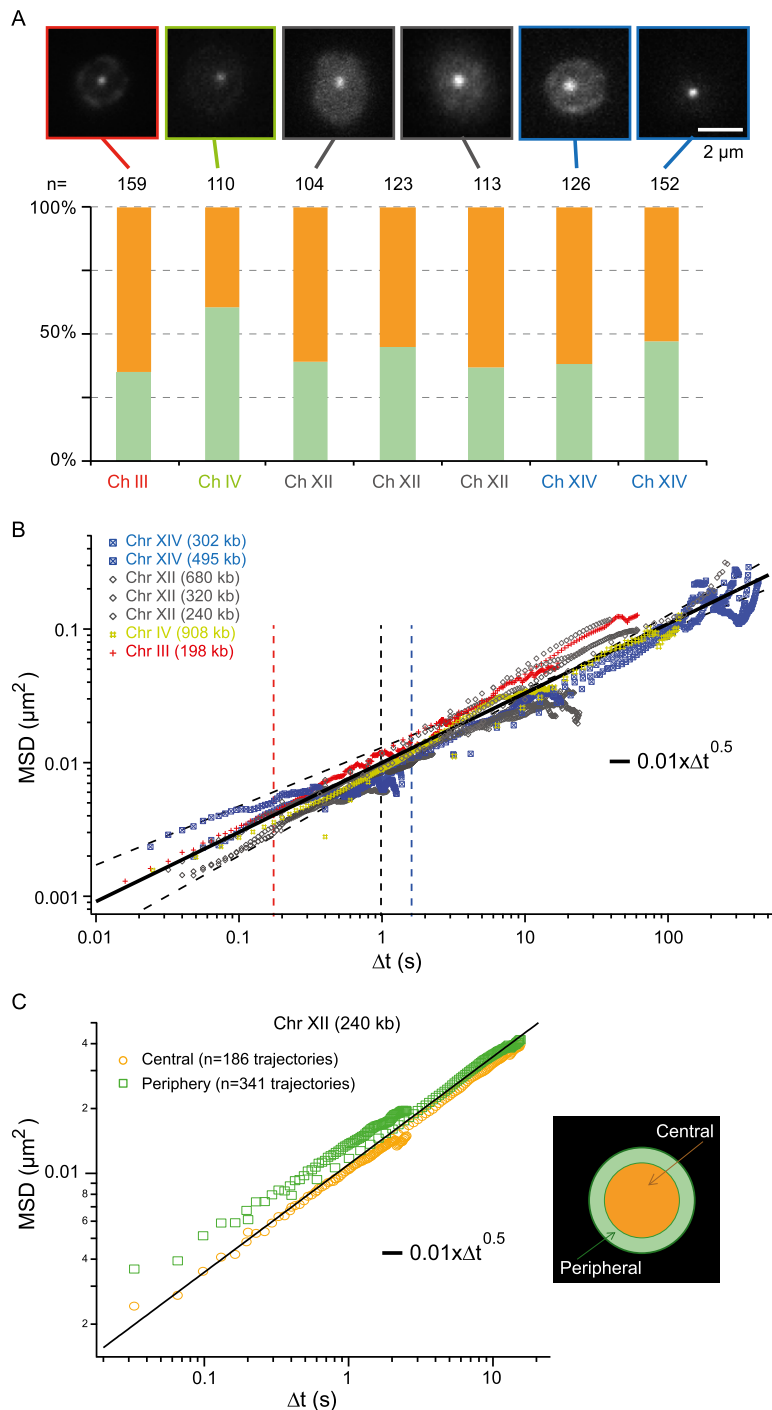 A
2 µm
n= 159 110 104 123 113 126 152
100%
50%
0%
Ch III Ch IV Ch XII Ch XII Ch XII Ch XIV Ch XIV
B
Chr XIV (302 kb)
Chr XIV (495 kb)
Chr XII (680 kb)
Chr XII (320 kb)
Chr XII (240 kb)
Chr IV (908 kb)
Chr III (198 kb)
0.1
0.01
0.001
MSD (µm²)
0.01xΔt^0.5
0.01 0.1 1 10 100
Δt (s)
C
Chr XII (240 kb)
Central (n=186 trajectories)
Periphery (n=341 trajectories)
4
2
0.01
8
6
4
2
MSD (µm²)
0.01xΔt^0.5
0.1 1 10
Δt (s)
Central
Peripheral